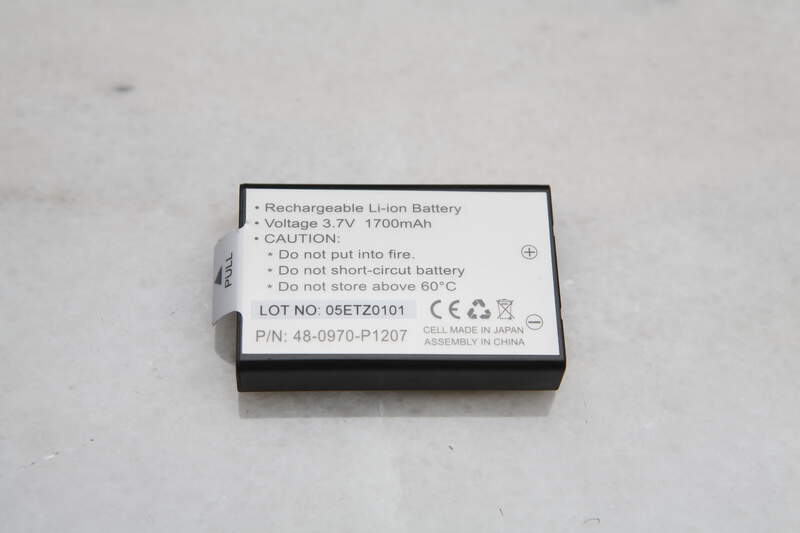 • Rechargeable Li-ion Battery
• Voltage 3.7V 1700mAh
• CAUTION:
* Do not put into fire.
* Do not short-circut battery
* Do not store above 60°C
LOT NO: 05ETZ0101
CE
P/N: 48-0970-P1207
CELL MADE IN JAPAN
ASSEMBLY IN CHINA
PULL